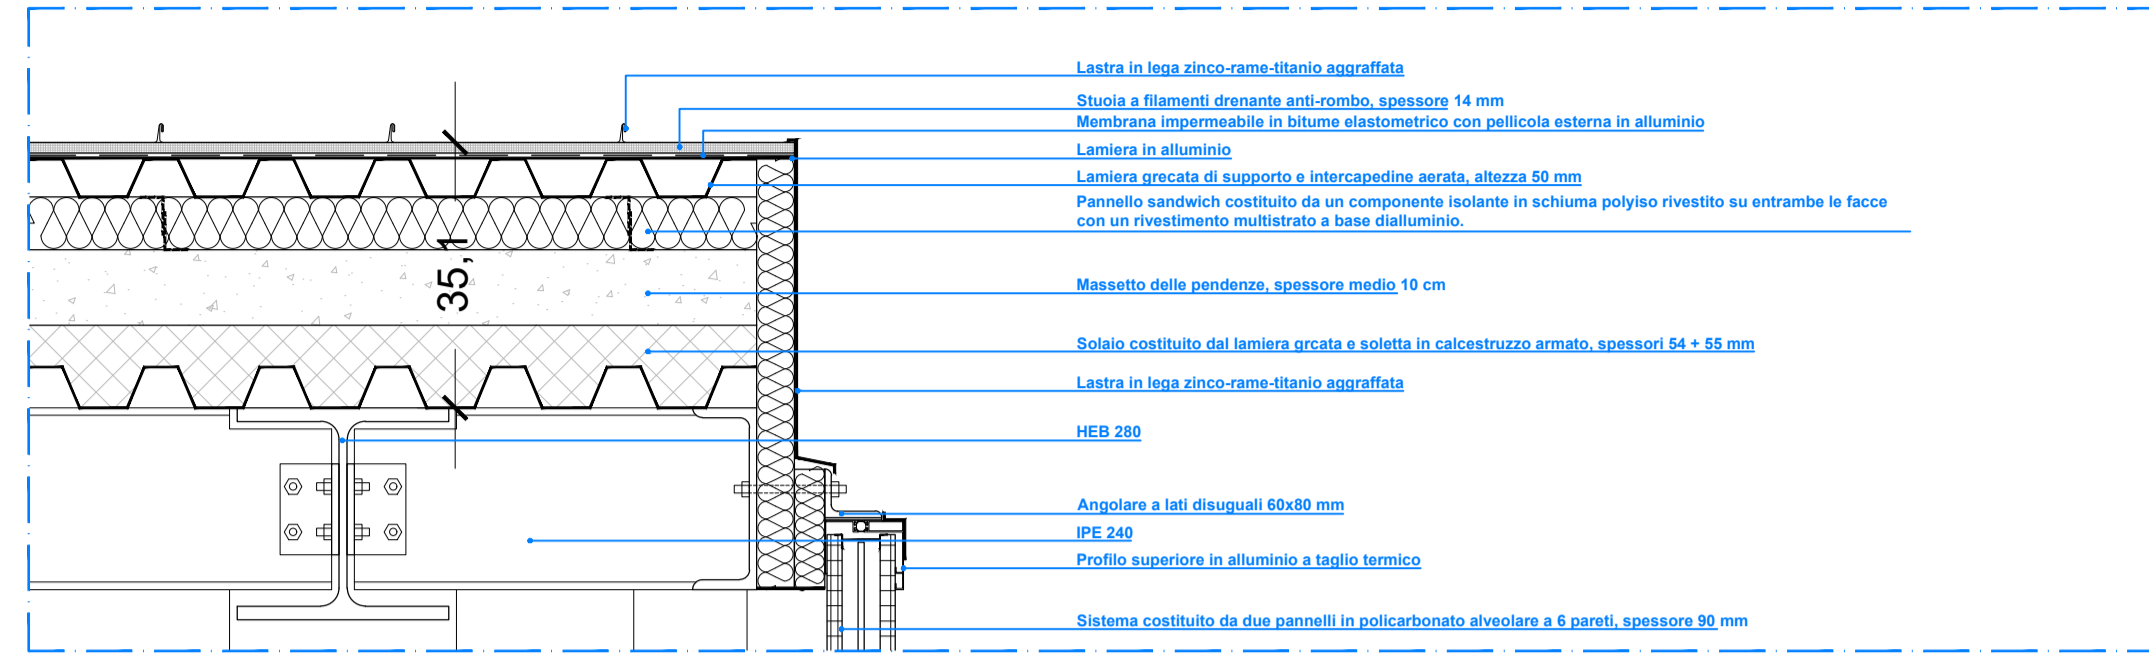 Lastra in lega zinco-rame-titanio aggraffata
Stuoia a filamenti drenante anti-rombo, spessore 14 mm
Membrana impermeabile in bitume elastometrico con pellicola esterna in alluminio
Lamiera in alluminio
Lamiera grecata di supporto e intercapedine aerata, altezza 50 mm
Pannello sandwich costituito da un componente isolante in schiuma polyiso rivestito su entrambe le facce
con un rivestimento multistrato a base dialluminio.
35,1
Massetto delle pendenze, spessore medio 10 cm
Solaio costituito dal lamiera grcata e soletta in calcestruzzo armato, spessori 54 + 55 mm
Lastra in lega zinco-rame-titanio aggraffata
HEB 280
Angolare a lati disuguali 60x80 mm
IPE 240
Profilo superiore in alluminio a taglio termico
Sistema costituito da due pannelli in policarbonato alveolare a 6 pareti, spessore 90 mm